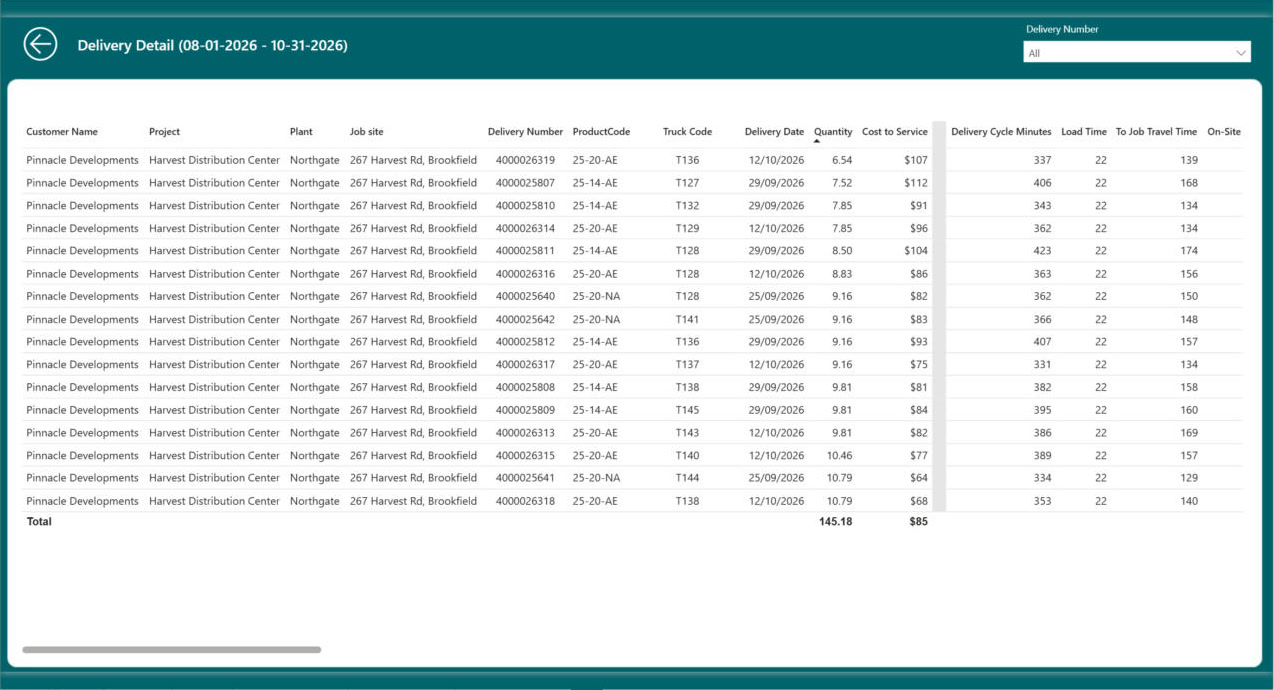 Delivery Detail (08-01-2026 - 10-31-2026)
Delivery Number
All
Customer Name Project Plant Job site Delivery Number ProductCode Truck Code Delivery Date Quantity Cost to Service Delivery Cycle Minutes Load Time To Job Travel Time On-Site
Pinnacle Developments Harvest Distribution Center Northgate 267 Harvest Rd, Brookfield 4000026319 25-20-AE T136 12/10/2026 6.54 $107 337 22 139
Pinnacle Developments Harvest Distribution Center Northgate 267 Harvest Rd, Brookfield 4000025807 25-14-AE T127 29/09/2026 7.52 $112 406 22 168
Pinnacle Developments Harvest Distribution Center Northgate 267 Harvest Rd, Brookfield 4000025810 25-14-AE T132 29/09/2026 7.85 $91 343 22 134
Pinnacle Developments Harvest Distribution Center Northgate 267 Harvest Rd, Brookfield 4000026314 25-20-AE T129 12/10/2026 7.85 $96 362 22 134
Pinnacle Developments Harvest Distribution Center Northgate 267 Harvest Rd, Brookfield 4000025811 25-14-AE T128 29/09/2026 8.50 $104 423 22 174
Pinnacle Developments Harvest Distribution Center Northgate 267 Harvest Rd, Brookfield 4000026316 25-20-AE T128 12/10/2026 8.83 $86 363 22 156
Pinnacle Developments Harvest Distribution Center Northgate 267 Harvest Rd, Brookfield 4000025640 25-20-NA T128 25/09/2026 9.16 $82 362 22 150
Pinnacle Developments Harvest Distribution Center Northgate 267 Harvest Rd, Brookfield 4000025642 25-20-NA T141 25/09/2026 9.16 $83 366 22 148
Pinnacle Developments Harvest Distribution Center Northgate 267 Harvest Rd, Brookfield 4000025812 25-14-AE T136 29/09/2026 9.16 $93 407 22 157
Pinnacle Developments Harvest Distribution Center Northgate 267 Harvest Rd, Brookfield 4000026317 25-20-AE T137 12/10/2026 9.16 $75 331 22 134
Pinnacle Developments Harvest Distribution Center Northgate 267 Harvest Rd, Brookfield 4000025808 25-14-AE T138 29/09/2026 9.81 $81 382 22 158
Pinnacle Developments Harvest Distribution Center Northgate 267 Harvest Rd, Brookfield 4000025809 25-14-AE T145 29/09/2026 9.81 $84 395 22 160
Pinnacle Developments Harvest Distribution Center Northgate 267 Harvest Rd, Brookfield 4000026313 25-20-AE T143 12/10/2026 9.81 $82 386 22 169
Pinnacle Developments Harvest Distribution Center Northgate 267 Harvest Rd, Brookfield 4000026315 25-20-AE T140 12/10/2026 10.46 $77 389 22 157
Pinnacle Developments Harvest Distribution Center Northgate 267 Harvest Rd, Brookfield 4000025641 25-20-NA T144 25/09/2026 10.79 $64 334 22 129
Pinnacle Developments Harvest Distribution Center Northgate 267 Harvest Rd, Brookfield 4000026318 25-20-AE T138 12/10/2026 10.79 $68 353 22 140
Total 145.18 $85